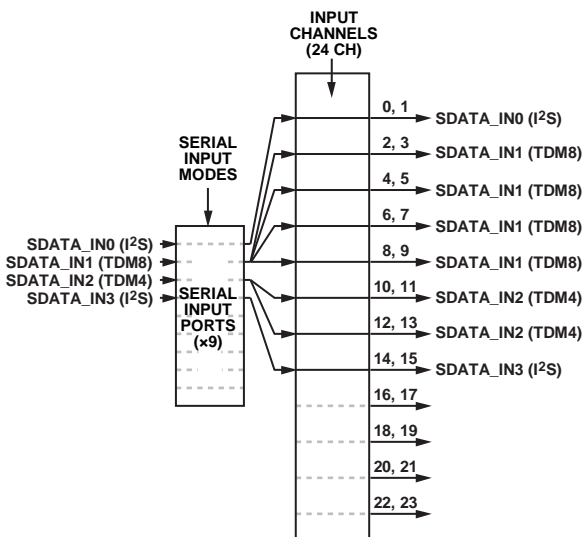 INPUT
CHANNELS
(24 CH)
SERIAL
INPUT
MODES
SDATA_IN0 (I²S)
SDATA_IN1 (TDM8)
SDATA_IN2 (TDM4)
SDATA_IN3 (I²S)
SERIAL
INPUT
PORTS
(×9)
0, 1 SDATA_IN0 (I²S)
2, 3 SDATA_IN1 (TDM8)
4, 5 SDATA_IN1 (TDM8)
6, 7 SDATA_IN1 (TDM8)
8, 9 SDATA_IN1 (TDM8)
10, 11 SDATA_IN2 (TDM4)
12, 13 SDATA_IN2 (TDM4)
14, 15 SDATA_IN3 (I²S)
16, 17
18, 19
20, 21
22, 23